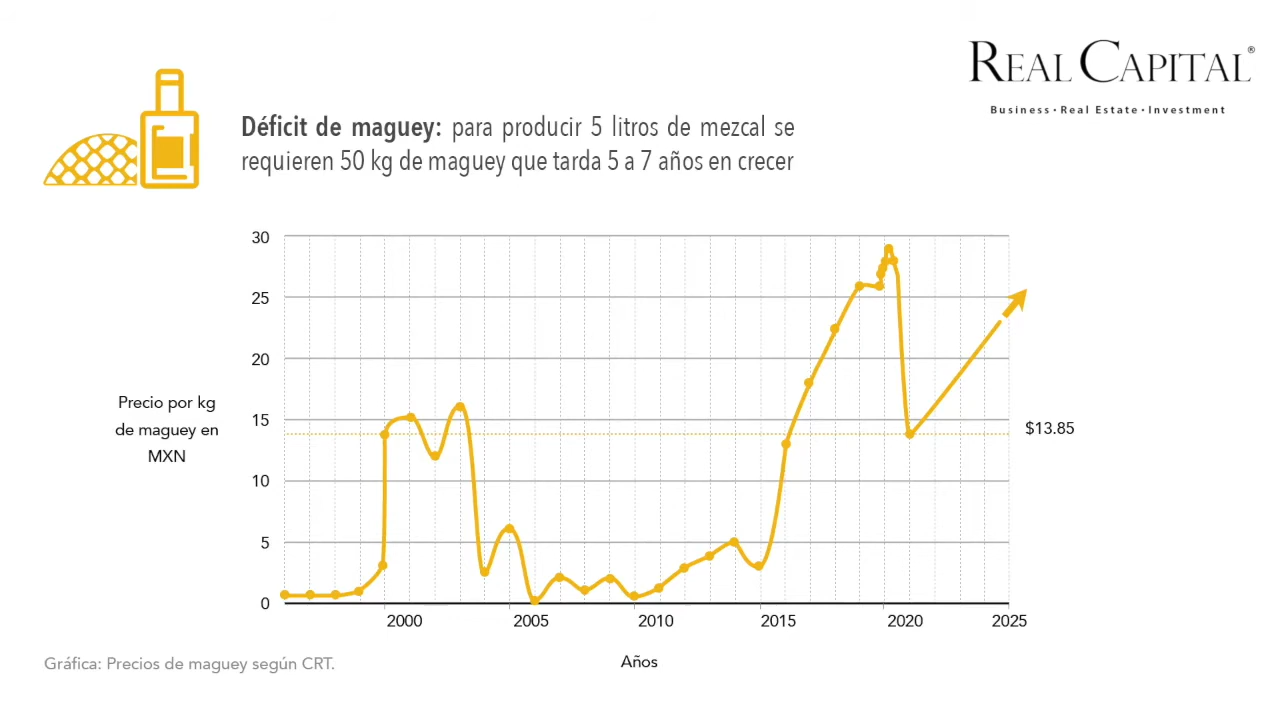 REAL CAPITAL®
Business · Real Estate · Investment
Déficit de maguey: para producir 5 litros de mezcal se
requieren 50 kg de maguey que tarda 5 a 7 años en crecer
30
25
20
15
10
5
0
Precio por kg
de maguey en
MXN
$13.85
2000 2005 2010 2015 2020 2025
Años
Gráfica: Precios de maguey según CRT.